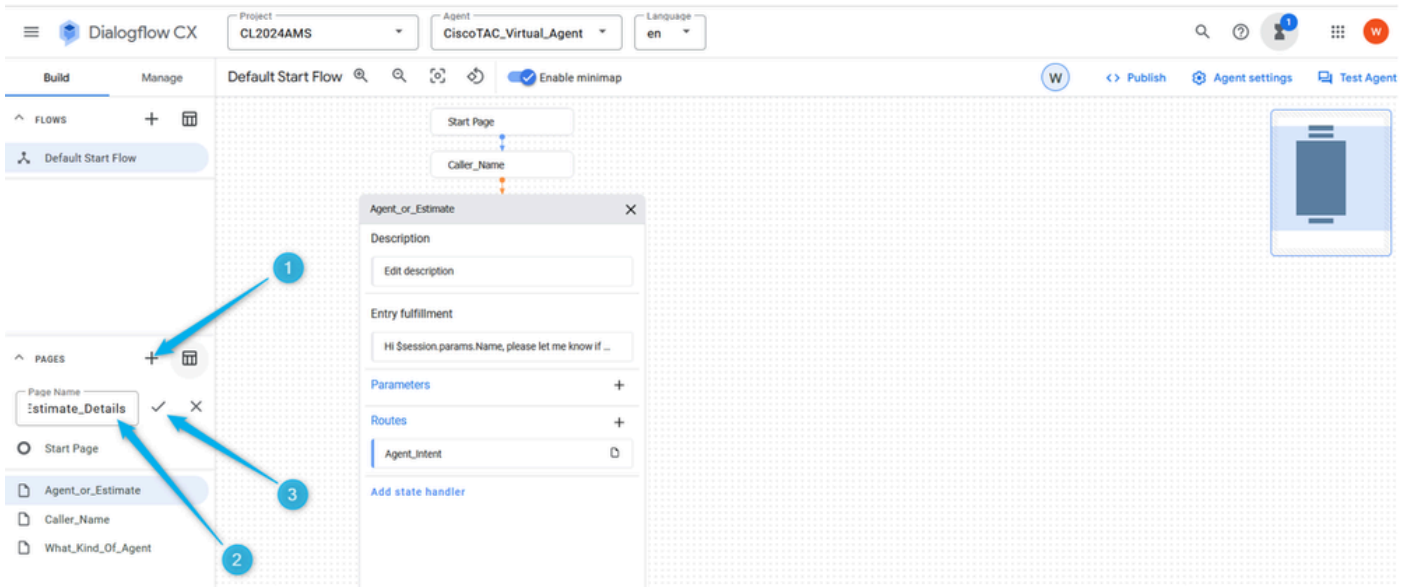 Dialogflow CX
Project
CL2024AMS
Agent
CiscoTAC_Virtual_Agent
Language
en
1
W
Build
Manage
Default Start Flow
Enable minimap
W
<> Publish
Agent settings
Test Agent
FLOWS
Default Start Flow
Start Page
Caller_Name
Agent_or_Estimate
Description
Edit description
Entry fulfillment
Hi $session.params.Name, please let me know if ...
Parameters
Routes
Agent_Intent
Add state handler
1
PAGES
Page Name
Estimate_Details
Start Page
Agent_or_Estimate
Caller_Name
What_Kind_Of_Agent
3
2